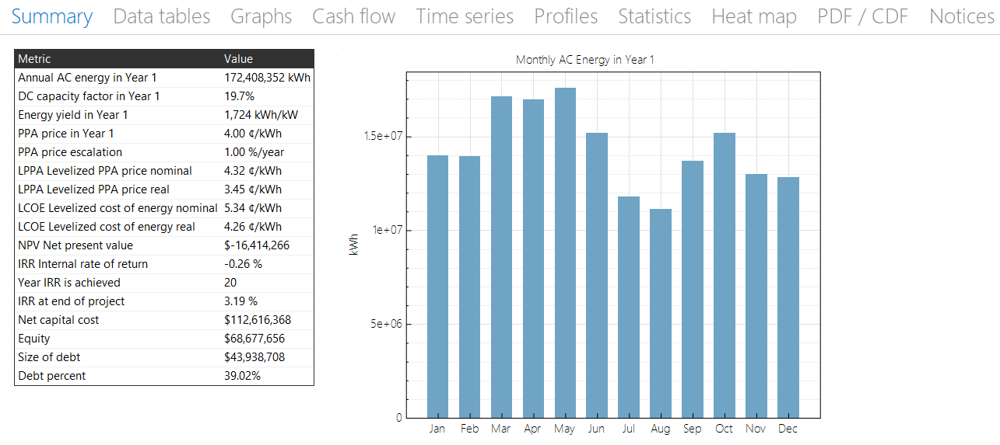 Summary Data tables Graphs Cash flow Time series Profiles Statistics Heat map PDF / CDF Notices
Metric Value
Annual AC energy in Year 1 172,408,352 kWh
DC capacity factor in Year 1 19.7%
Energy yield in Year 1 1,724 kWh/kW
PPA price in Year 1 4.00 ¢/kWh
PPA price escalation 1.00 %/year
LPPA Levelized PPA price nominal 4.32 ¢/kWh
LPPA Levelized PPA price real 3.45 ¢/kWh
LCOE Levelized cost of energy nominal 5.34 ¢/kWh
LCOE Levelized cost of energy real 4.26 ¢/kWh
NPV Net present value $-16,414,266
IRR Internal rate of return -0.26 %
Year IRR is achieved 20
IRR at end of project 3.19 %
Net capital cost $112,616,368
Equity $68,677,656
Size of debt $43,938,708
Debt percent 39.02%
Monthly AC Energy in Year 1
kWh
1.5e+07
1e+07
5e+06
0
Jan Feb Mar Apr May Jun Jul Aug Sep Oct Nov Dec